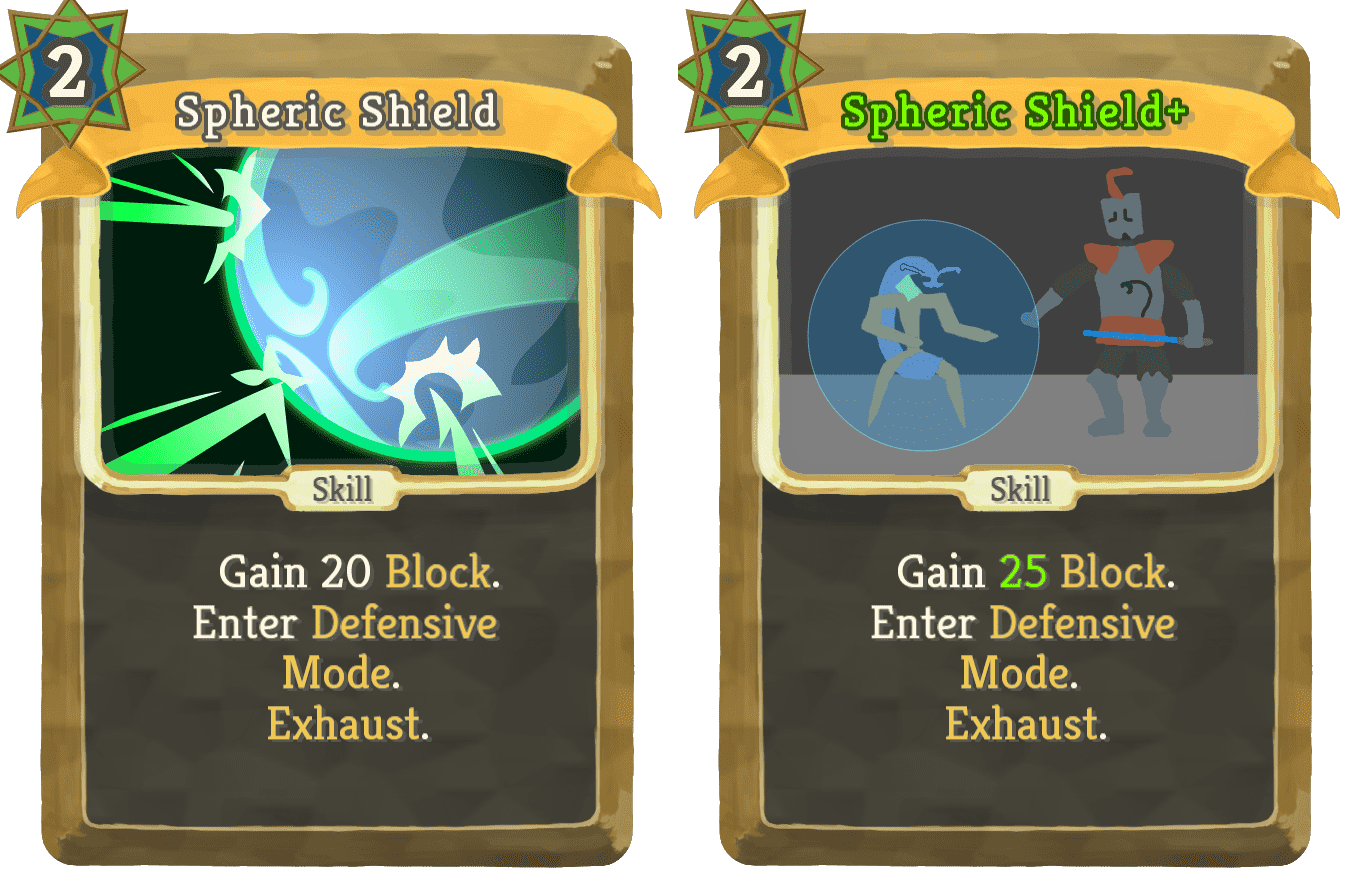 2
Spheric Shield
Skill
Gain 20 Block.
Enter Defensive
Mode.
Exhaust.
2
Spheric Shield+
Skill
Gain 25 Block.
Enter Defensive
Mode.
Exhaust.